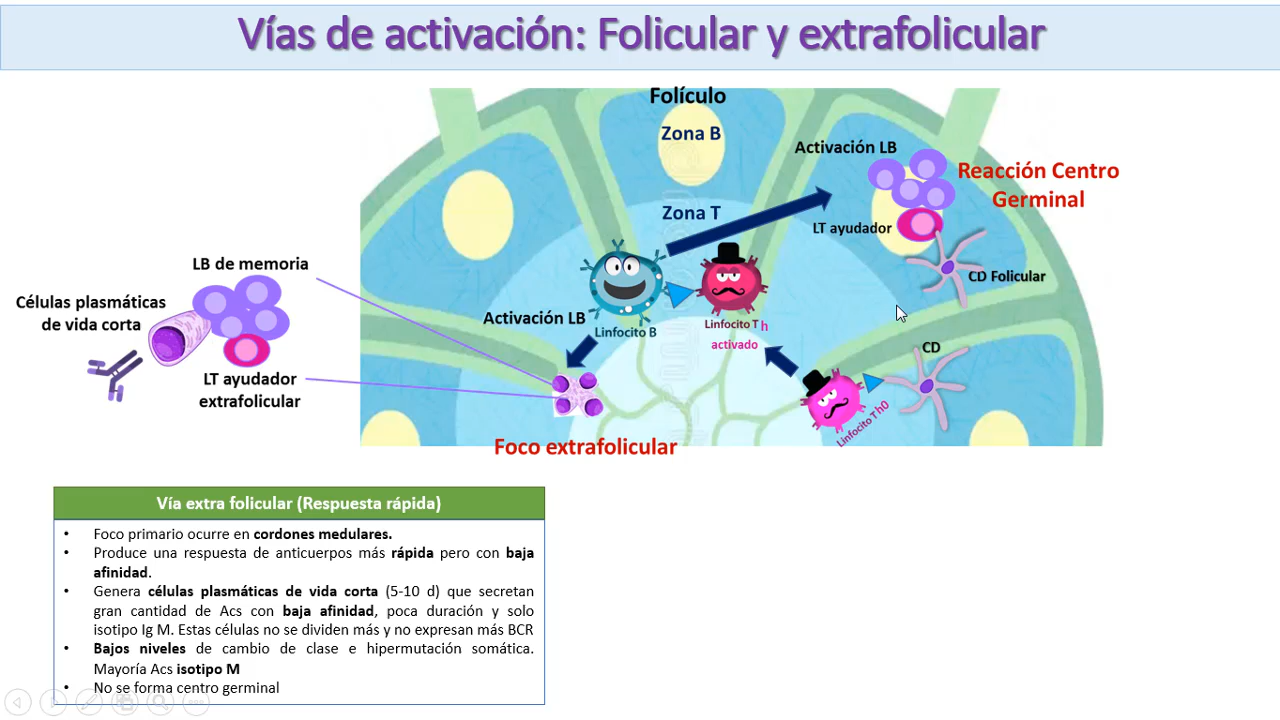 Vías de activación: Folicular y extrafolicular
Folículo
Zona B
Activación LB
Reacción Centro
Germinal
Zona T
LT ayudador
CD Folicular
LB de memoria
Células plasmáticas
de vida corta
Activación LB
Linfocito B
Linfocito Th
activado
CD
LT ayudador
extrafolicular
Linfocito Th0
Foco extrafolicular
Vía extra folicular (Respuesta rápida)
• Foco primario ocurre en cordones medulares.
• Produce una respuesta de anticuerpos más rápida pero con baja
afinidad.
• Genera células plasmáticas de vida corta (5-10 d) que secretan
gran cantidad de Acs con baja afinidad, poca duración y solo
isotipo Ig M. Estas células no se dividen más y no expresan más BCR
• Bajos niveles de cambio de clase e hipermutación somática.
Mayoría Acs isotipo M
• No se forma centro germinal